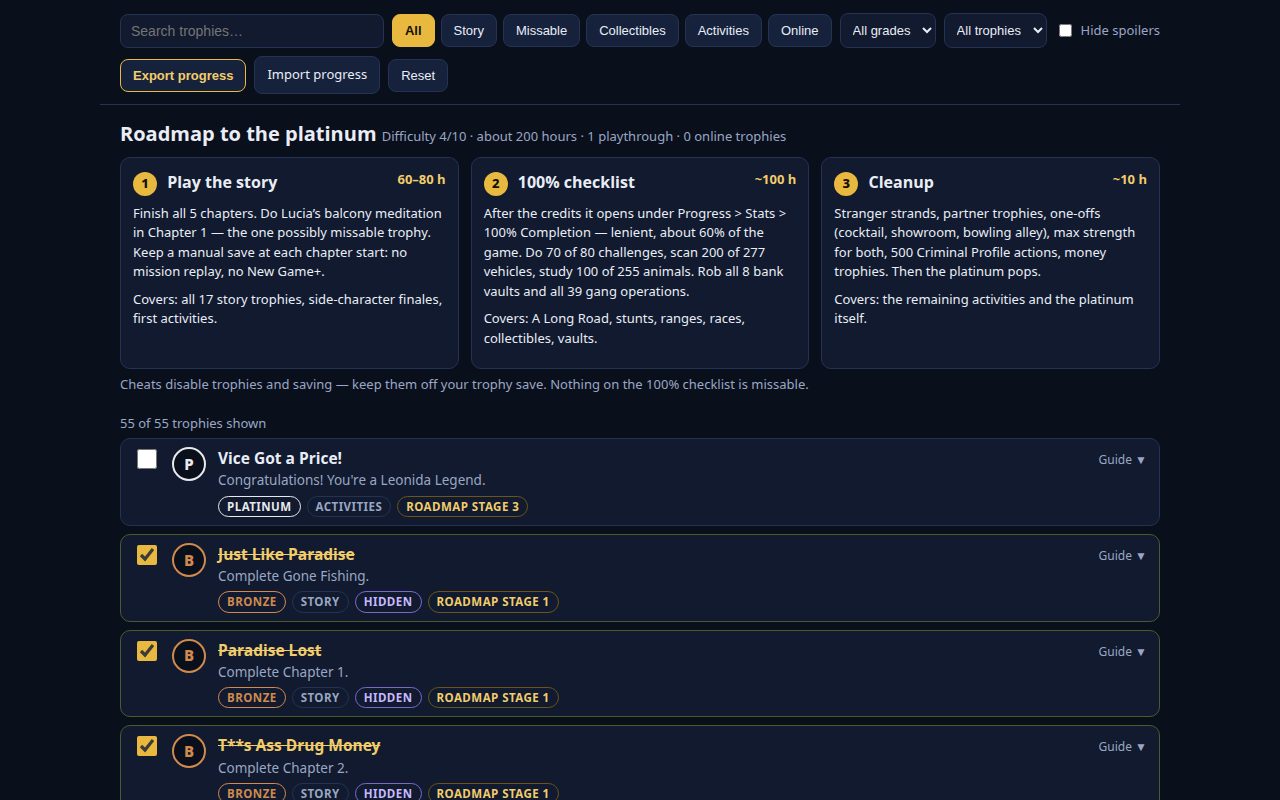 Search trophies…
All
Story
Missable
Collectibles
Activities
Online
All grades
All trophies
Hide spoilers
Export progress
Import progress
Reset
Roadmap to the platinum Difficulty 4/10 · about 200 hours · 1 playthrough · 0 online trophies
1 Play the story 60–80 h
Finish all 5 chapters. Do Lucia's balcony meditation
in Chapter 1 — the one possibly missable trophy.
Keep a manual save at each chapter start: no
mission replay, no New Game+.
Covers: all 17 story trophies, side-character finales,
first activities.
2 100% checklist ~100 h
After the credits it opens under Progress > Stats >
100% Completion — lenient, about 60% of the
game. Do 70 of 80 challenges, scan 200 of 277
vehicles, study 100 of 255 animals. Rob all 8 bank
vaults and all 39 gang operations.
Covers: A Long Road, stunts, ranges, races,
collectibles, vaults.
3 Cleanup ~10 h
Stranger strands, partner trophies, one-offs
(cocktail, showroom, bowling alley), max strength
for both, 500 Criminal Profile actions, money
trophies. Then the platinum pops.
Covers: the remaining activities and the platinum
itself.
Cheats disable trophies and saving — keep them off your trophy save. Nothing on the 100% checklist is missable.
55 of 55 trophies shown
P Vice Got a Price! Guide ▼
Congratulations! You're a Leonida Legend.
PLATINUM ACTIVITIES ROADMAP STAGE 3
B Just Like Paradise Guide ▼
Complete Gone Fishing.
BRONZE STORY HIDDEN ROADMAP STAGE 1
B Paradise Lost Guide ▼
Complete Chapter 1.
BRONZE STORY HIDDEN ROADMAP STAGE 1
B T**s Ass Drug Money Guide ▼
Complete Chapter 2.
BRONZE STORY HIDDEN ROADMAP STAGE 1